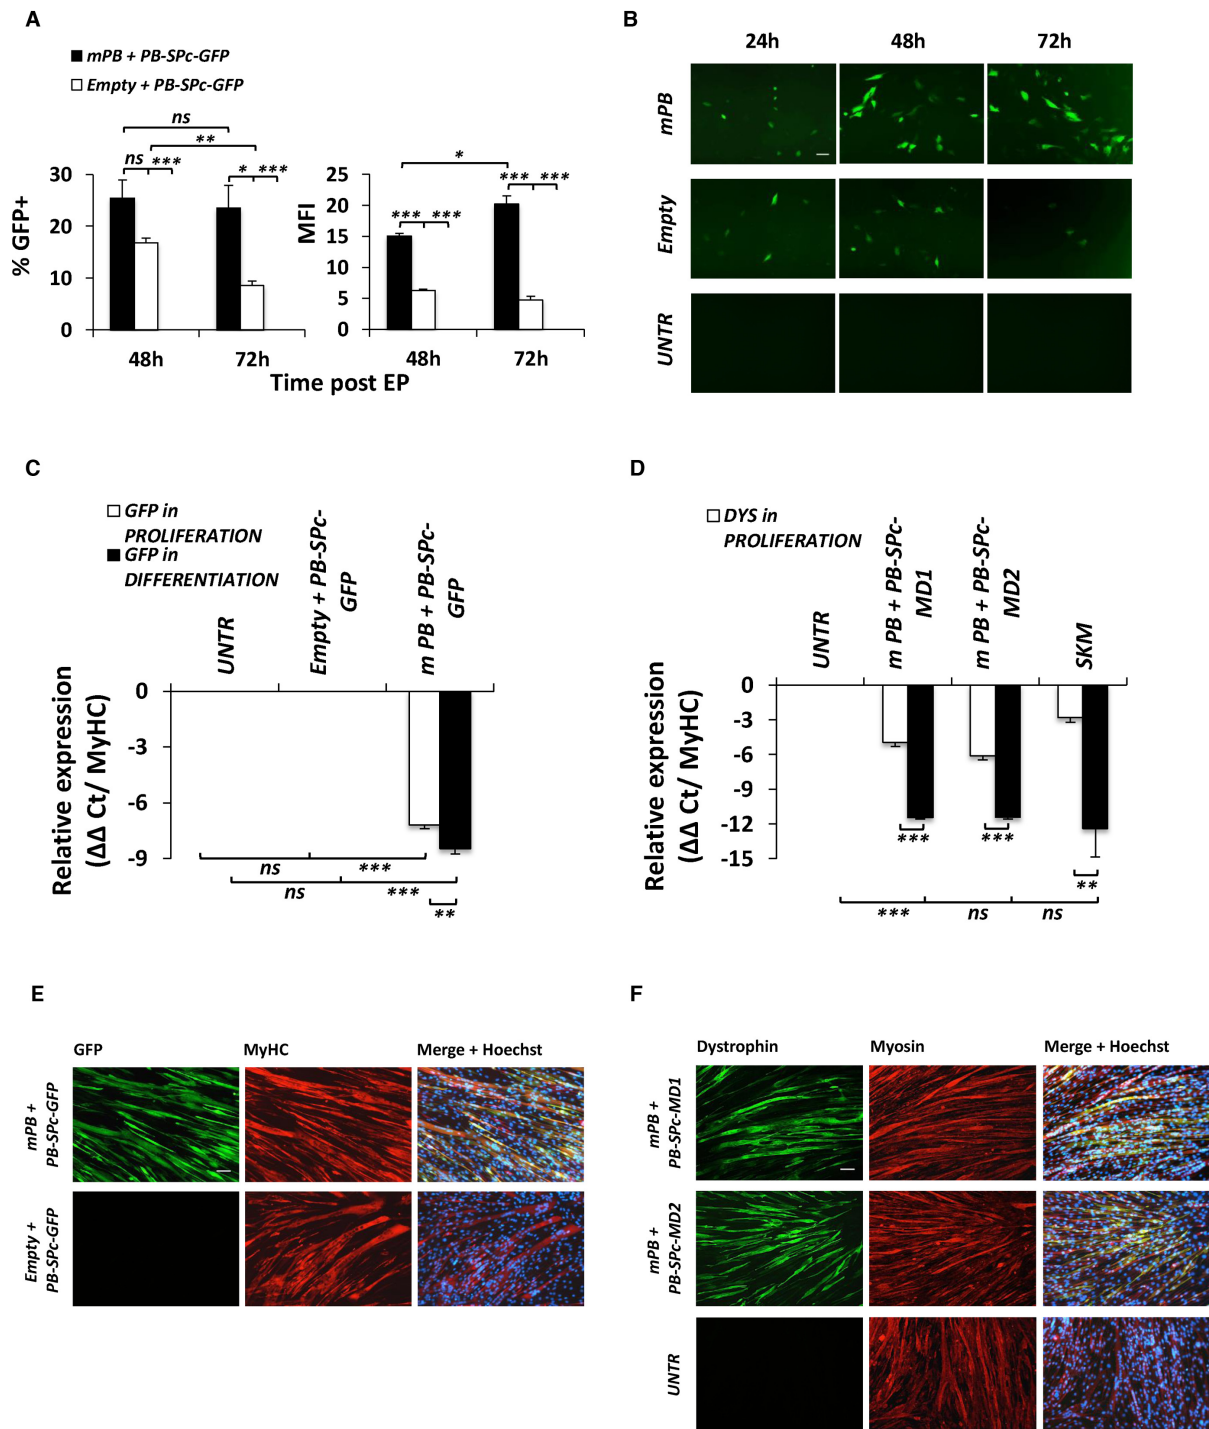 A
mPB + PB-SPc-GFP
Empty + PB-SPc-GFP
ns
**
ns ***
* ***
30
20
10
0
% GFP+
48h
72h
*
*** ***
*** ***
25
20
15
10
5
0
MFI
48h
72h
Time post EP
B
24h
48h
72h
mPB
Empty
UNTR
C
GFP in
PROLIFERATION
GFP in
DIFFERENTIATION
UNTR
Empty + PB-SPc-
GFP
m PB + PB-SPc-
GFP
Relative expression
(ΔΔ Ct/ MyHC)
0
-3
-6
-9
ns
***
ns
***
**
D
DYS in
PROLIFERATION
UNTR
m PB + PB-SPc-
MD1
m PB + PB-SPc-
MD2
SKM
Relative expression
(ΔΔ Ct/ MyHC)
0
-3
-6
-9
-12
-15
***
***
**
***
ns
ns
E
GFP
MyHC
Merge + Hoechst
mPB +
PB-SPc-GFP
Empty +
PB-SPc-GFP
F
Dystrophin
Myosin
Merge + Hoechst
mPB +
PB-SPc-MD1
mPB +
PB-SPc-MD2
UNTR